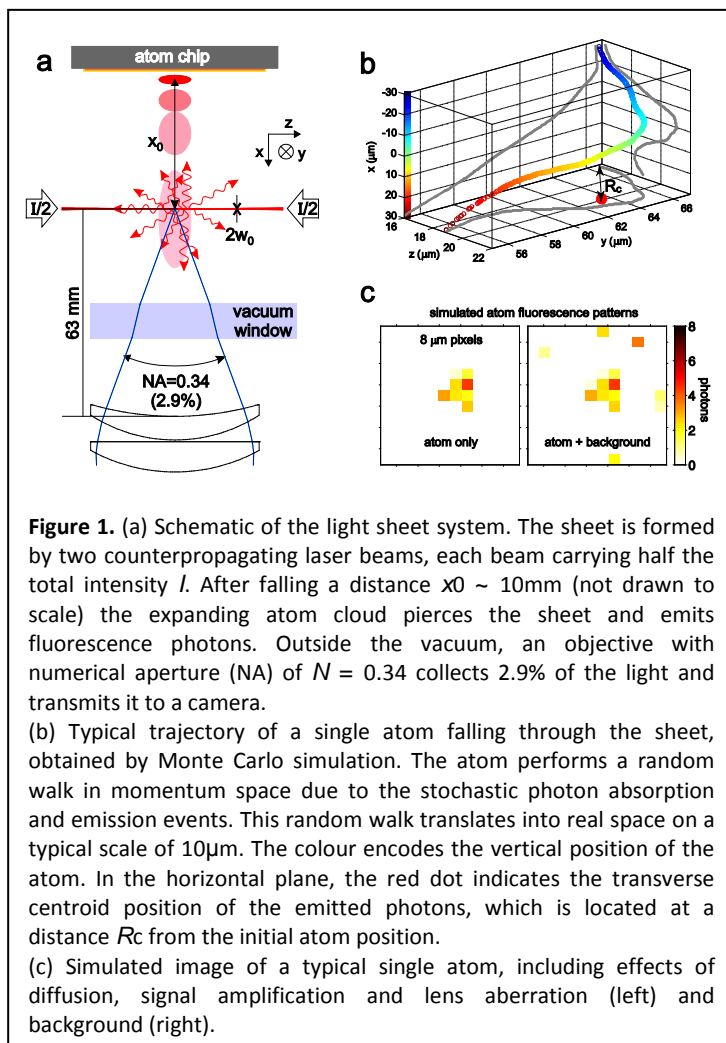 a
atom chip
x0
z
x
y
I/2
I/2
2w0
63 mm
vacuum
window
NA=0.34
(2.9%)
b
-30
-20
-10
0
10
20
30
x (μm)
Rc
16
18
20
22
z (μm)
56
58
60
62
64
66
y (μm)
c
simulated atom fluorescence patterns
8 μm pixels
atom only
atom + background
8
6
4
2
0
photons
Figure 1. (a) Schematic of the light sheet system. The sheet is formed
by two counterpropagating laser beams, each beam carrying half the
total intensity I. After falling a distance x0 ~ 10mm (not drawn to
scale) the expanding atom cloud pierces the sheet and emits
fluorescence photons. Outside the vacuum, an objective with
numerical aperture (NA) of N = 0.34 collects 2.9% of the light and
transmits it to a camera.
(b) Typical trajectory of a single atom falling through the sheet,
obtained by Monte Carlo simulation. The atom performs a random
walk in momentum space due to the stochastic photon absorption
and emission events. This random walk translates into real space on a
typical scale of 10μm. The colour encodes the vertical position of the
atom. In the horizontal plane, the red dot indicates the transverse
centroid position of the emitted photons, which is located at a
distance Rc from the initial atom position.
(c) Simulated image of a typical single atom, including effects of
diffusion, signal amplification and lens aberration (left) and
background (right).